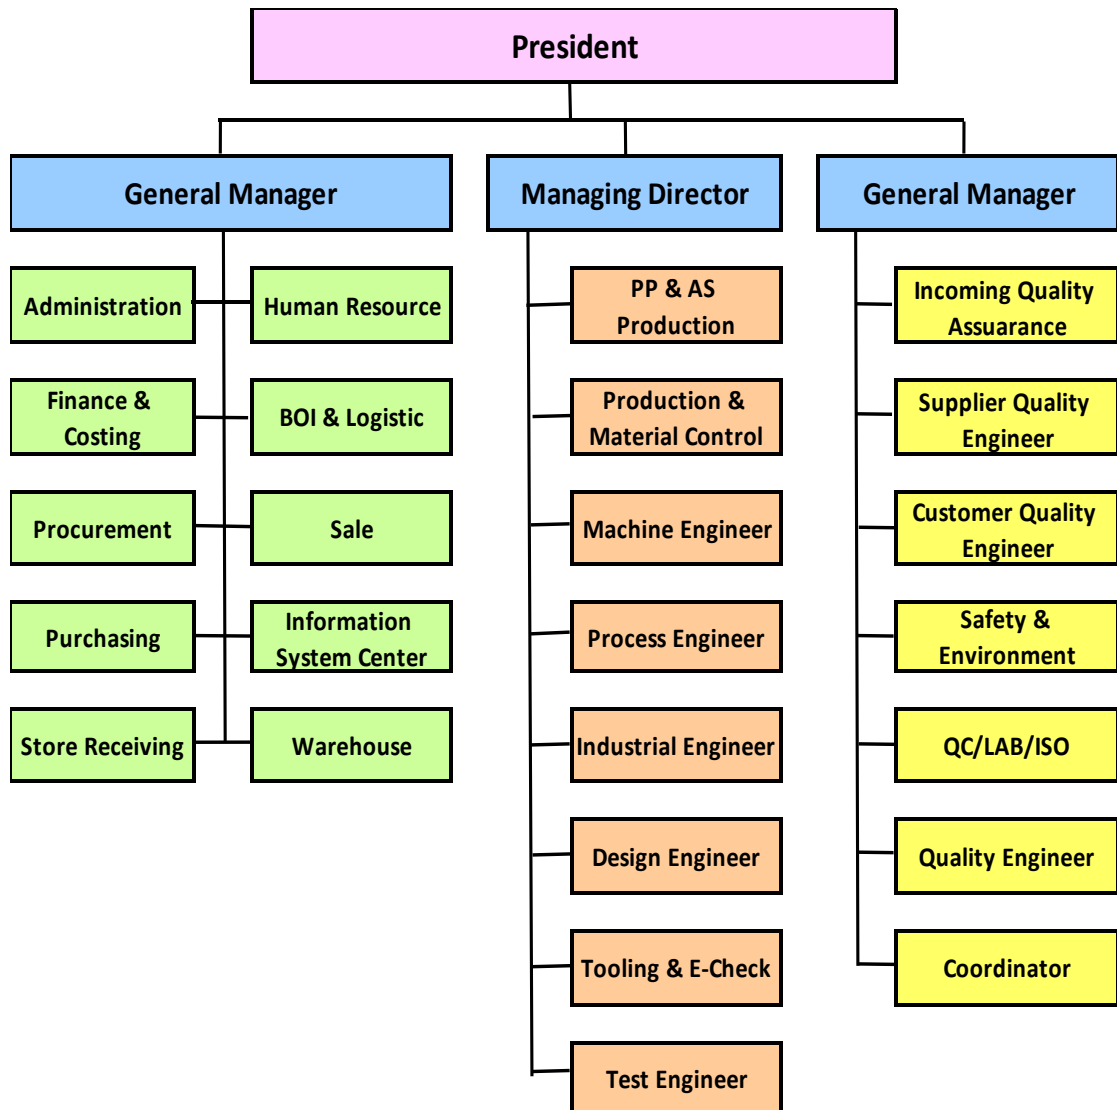 President
General Manager
Managing Director
General Manager
Administration
Human Resource
Finance &
Costing
BOI & Logistic
Procurement
Sale
Purchasing
Information
System Center
Store Receiving
Warehouse
PP & AS
Production
Production &
Material Control
Machine Engineer
Process Engineer
Industrial Engineer
Design Engineer
Tooling & E-Check
Test Engineer
Incoming Quality
Assuarance
Supplier Quality
Engineer
Customer Quality
Engineer
Safety &
Environment
QC/LAB/ISO
Quality Engineer
Coordinator